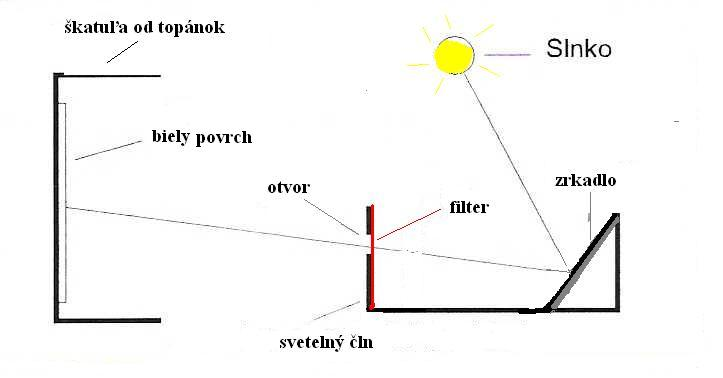 škatuľa od topánok
Slnko
biely povrch
zrkadlo
otvor
filter
svetelný čln